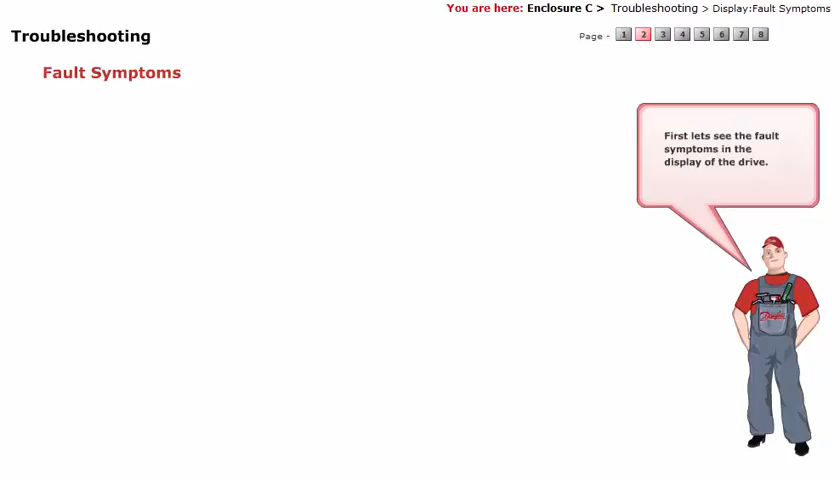 You are here: Enclosure C > Troubleshooting > Display:Fault Symptoms
Troubleshooting
Page - 1 2 3 4 5 6 7 8
Fault Symptoms
First lets see the fault
symptoms in the
display of the drive.
Danfoss